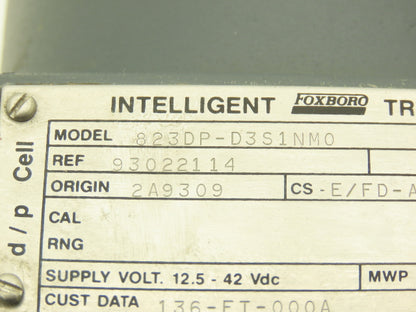 INTELLIGENT FOXBORO TR
d/p Cell
MODEL 823DP-D3S1NM0
REF 93022114
ORIGIN 2A9309 CS-E/FD-A
CAL
RNG
SUPPLY VOLT. 12.5 - 42 Vdc MWP
CUST DATA 136-FT-000A